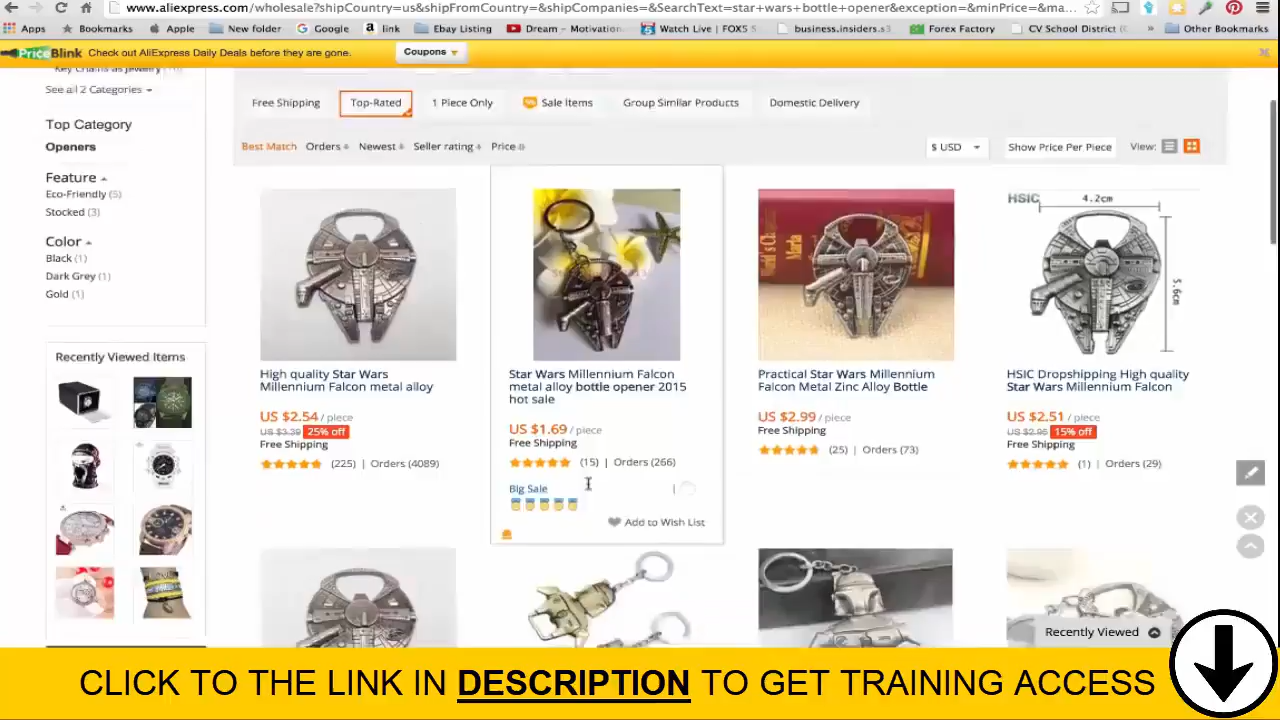 www.aliexpress.com/wholesale?shipCountry=us&shipFromCountry=&shipCompanies=&SearchText=star+wars+bottle+opener&exception=&minPrice=&ma...
Apps Bookmarks Apple New folder Google link Ebay Listing Dream - Motivation... Watch Live | FOX5 business.insiders.s3 Forex Factory CV School District ( » Other Bookmarks
PriceBlink Check out AliExpress Daily Deals before they are gone. Coupons
Key Chains as Jewelry
See all 2 Categories
Free Shipping Top-Rated 1 Piece Only Sale Items Group Similar Products Domestic Delivery
Top Category
Openers
Best Match Orders Newest Seller rating Price $ USD Show Price Per Piece View:
Feature
Eco-Friendly (5)
Stocked (3)
Color
Black (1)
Dark Grey (1)
Gold (1)
HSIC 4.2cm
5.6cm
Recently Viewed Items
High quality Star Wars
Millennium Falcon metal alloy
US $2.54 / piece
US $3.39 25% off
Free Shipping
(225) | Orders (4089)
Star Wars Millennium Falcon
metal alloy bottle opener 2015
hot sale
US $1.69 / piece
Free Shipping
(15) | Orders (266)
Big Sale
Add to Wish List
Practical Star Wars Millennium
Falcon Metal Zinc Alloy Bottle
US $2.99 / piece
Free Shipping
(25) | Orders (73)
HSIC Dropshipping High quality
Star Wars Millennium Falcon
US $2.51 / piece
US $2.95 15% off
Free Shipping
(1) | Orders (29)
Recently Viewed
CLICK TO THE LINK IN DESCRIPTION TO GET TRAINING ACCESS